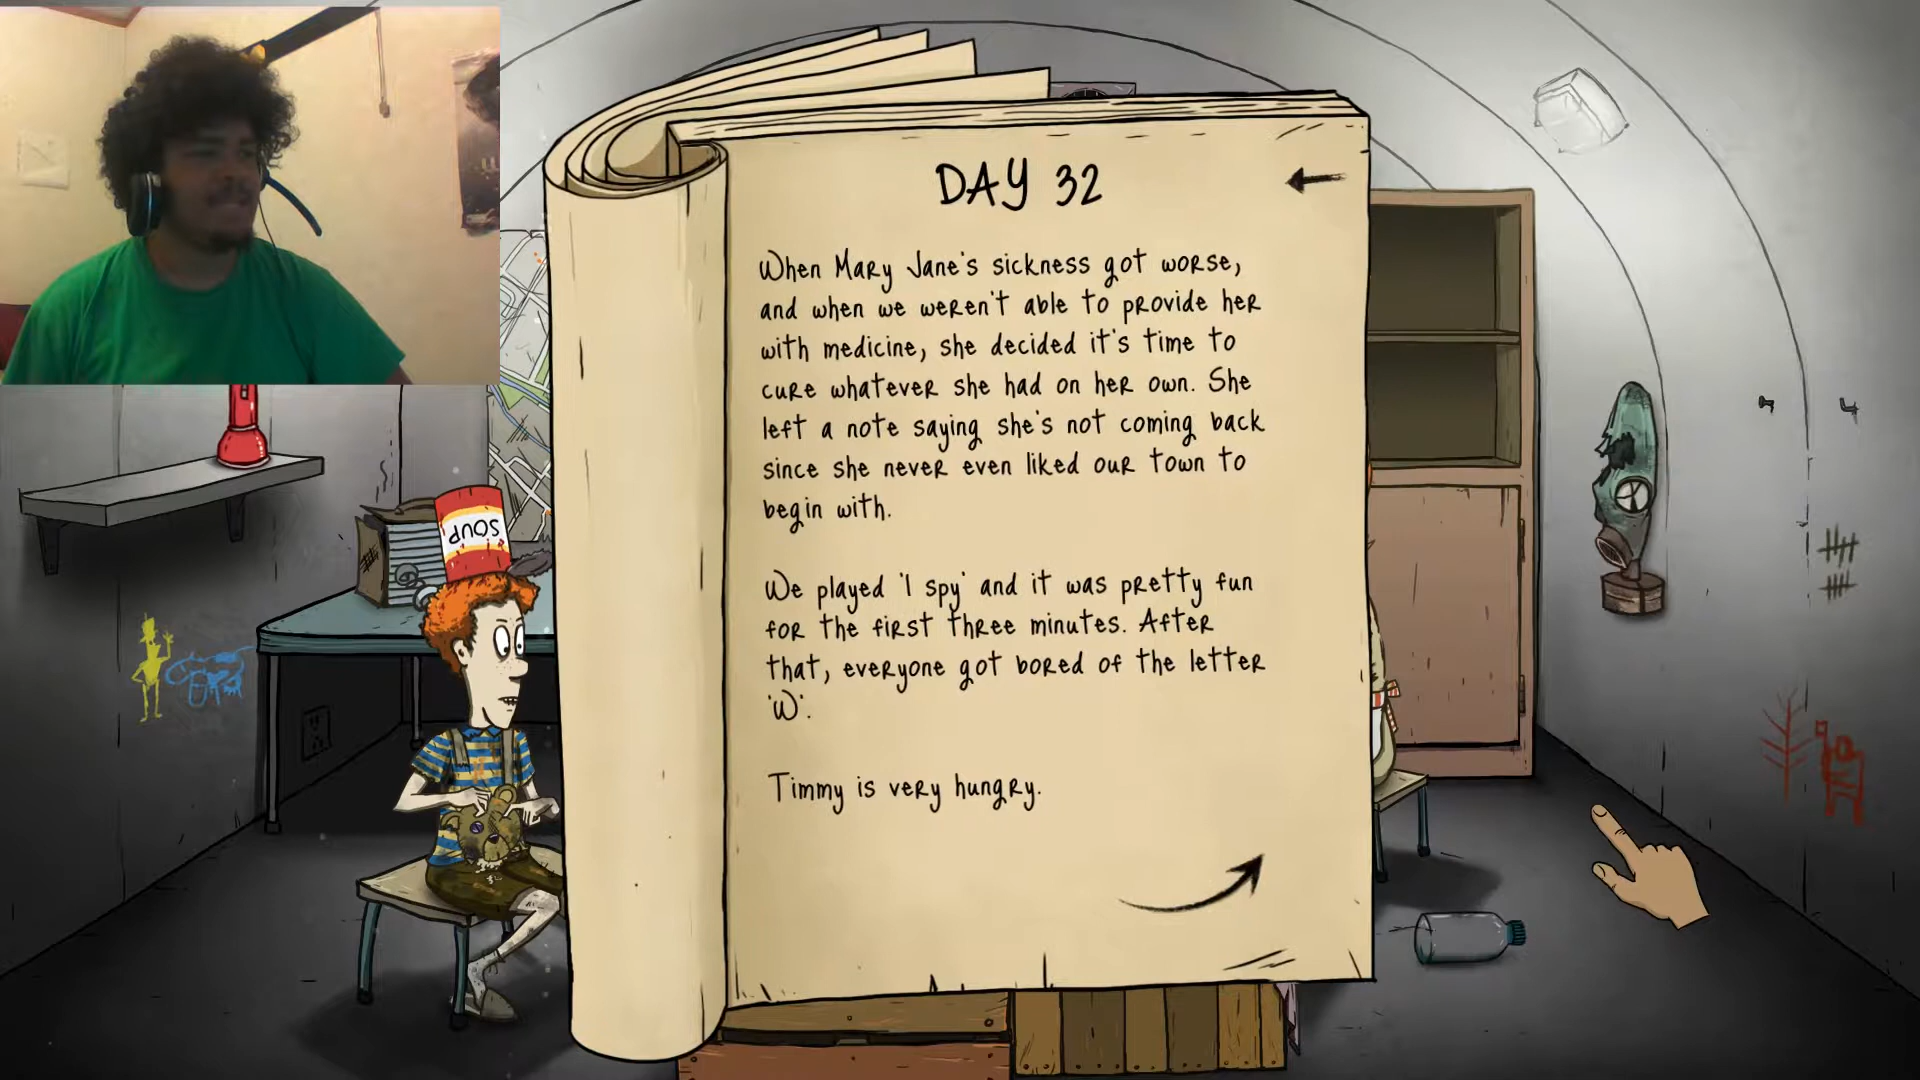 DAY 32
When Mary Jane's sickness got worse,
and when we weren't able to provide her
with medicine, she decided it's time to
cure whatever she had on her own. She
left a note saying she's not coming back
since she never even liked our town to
begin with.
We played 'I spy' and it was pretty fun
for the first three minutes. After
that, everyone got bored of the letter
'W'.
Timmy is very hungry.
SOUP